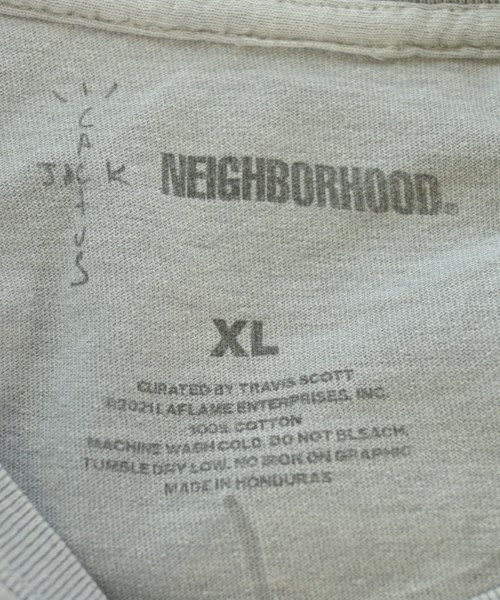 CACTUS
JACK
NEIGHBORHOOD®
XL
CURATED BY TRAVIS SCOTT
©2021 LAFLAME ENTERPRISES, INC.
100% COTTON
MACHINE WASH COLD. DO NOT BLEACH.
TUMBLE DRY LOW. NO IRON ON GRAPHIC
MADE IN HONDURAS